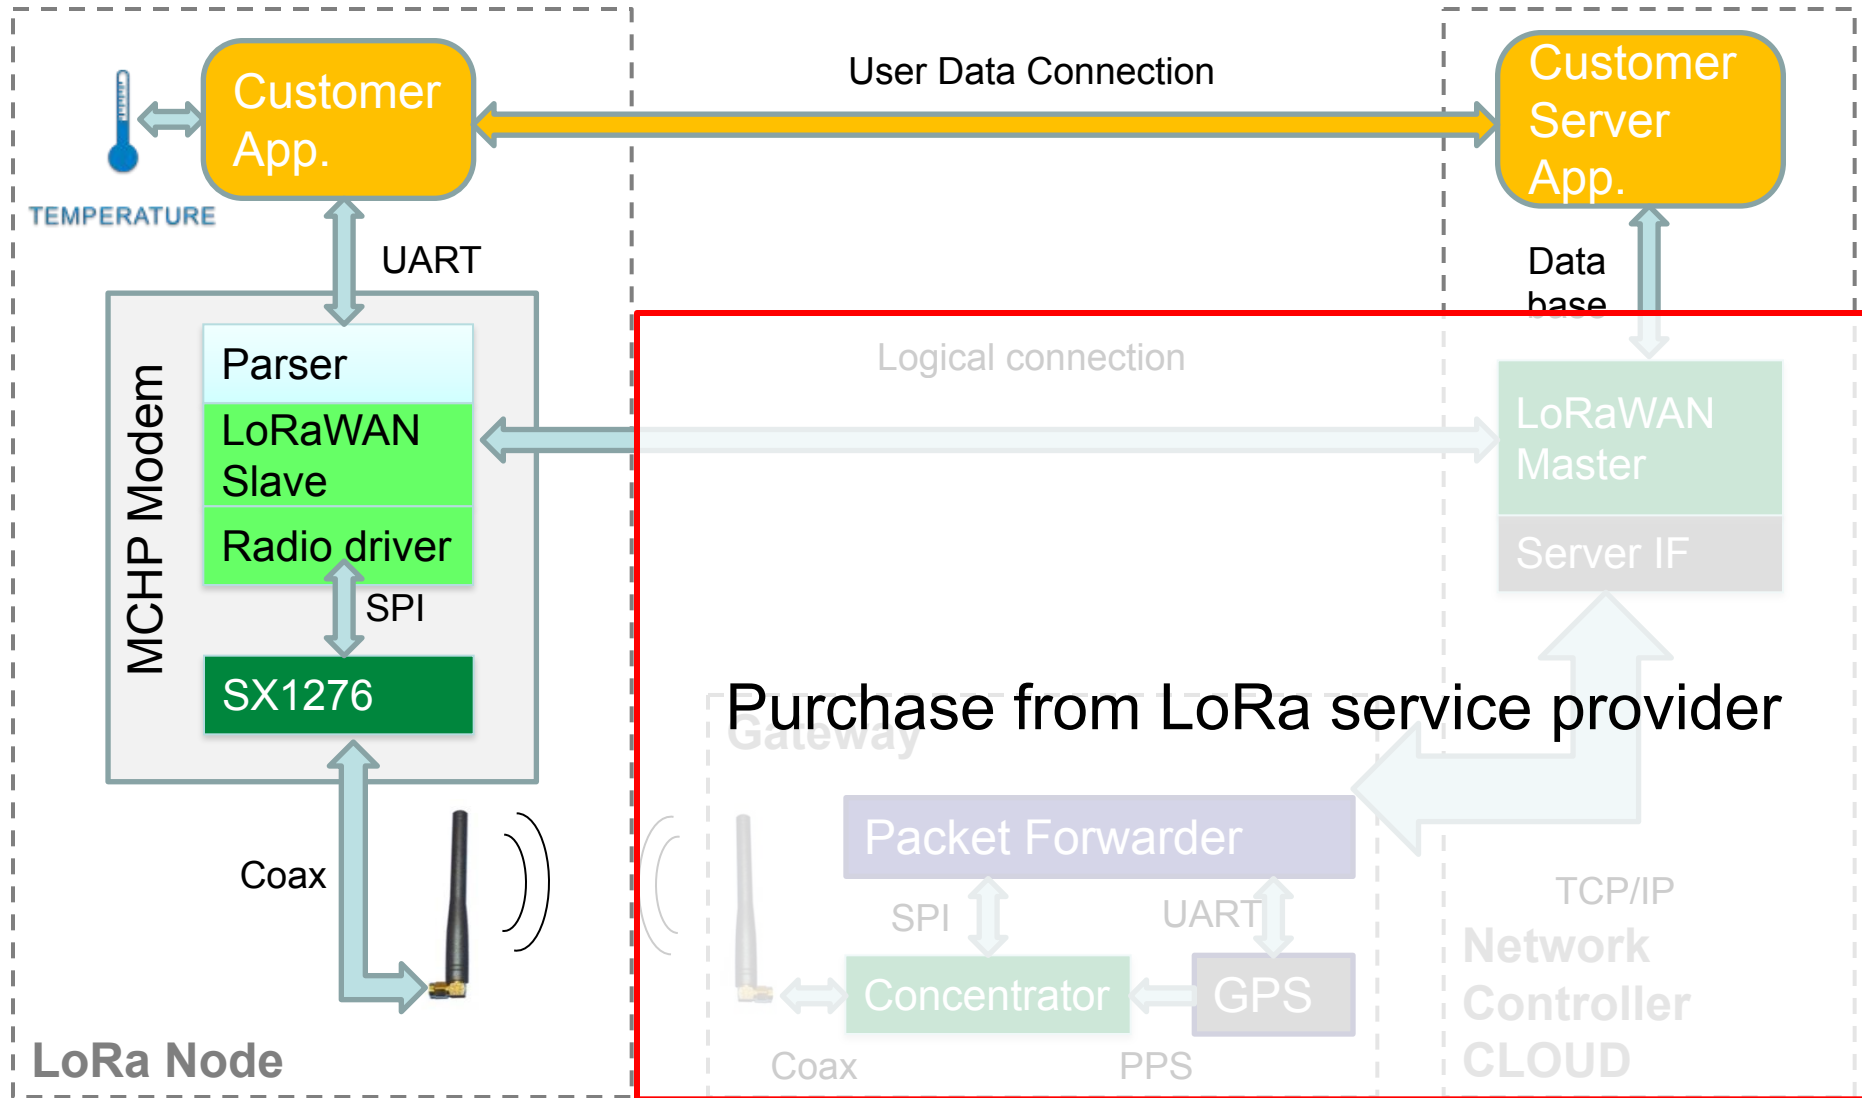 User Data Connection
Customer
App.
Customer
Server
App.
TEMPERATURE
UART
Data
base
MCHP Modem
Parser
LoRaWAN
Slave
Radio driver
SPI
SX1276
Coax
LoRa Node
Logical connection
LoRaWAN
Master
Server IF
Purchase from LoRa service provider
Gateway
Packet Forwarder
SPI
UART
Concentrator
GPS
Coax
PPS
TCP/IP
Network
Controller
CLOUD